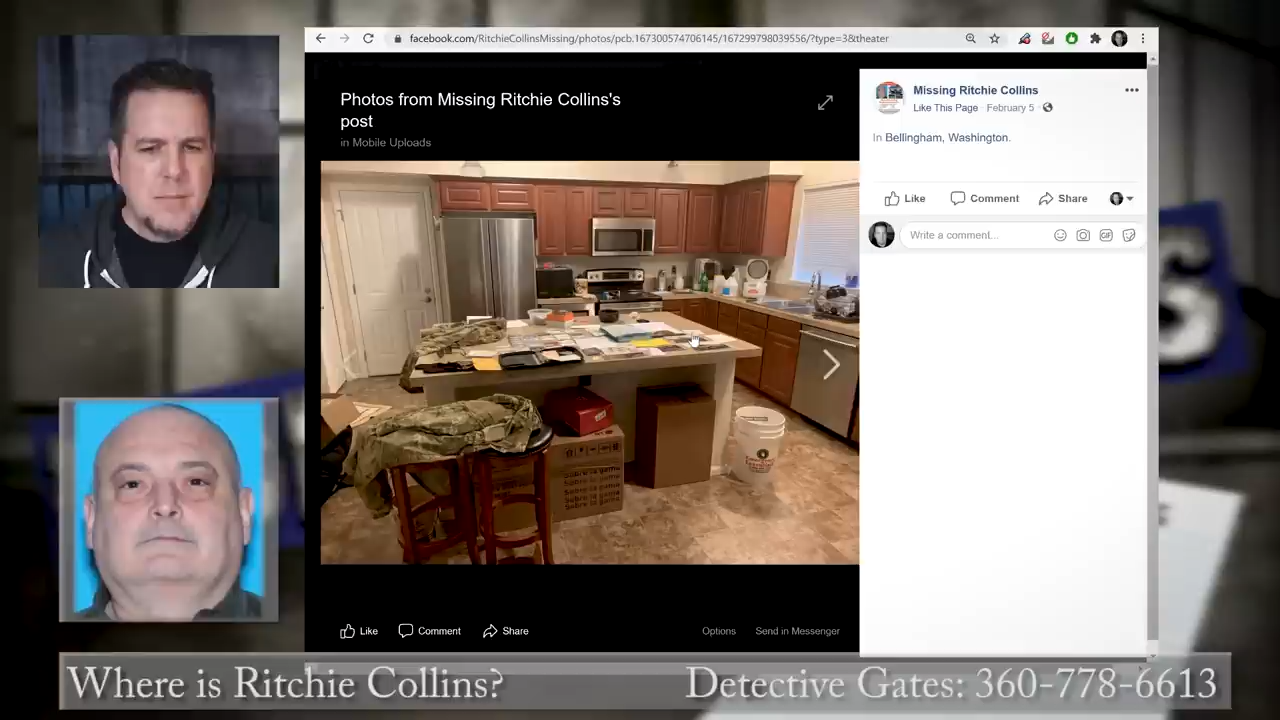 facebook.com/RitchieCollinsMissing/photos/pcb.167300574706145/167299798039556/?type=3&theater
Photos from Missing Ritchie Collins's
post
in Mobile Uploads
Missing Ritchie Collins
Like This Page · February 5 ·
In Bellingham, Washington.
Like Comment Share
Write a comment...
GIF
Like Comment Share
Options Send in Messenger
Where is Ritchie Collins? Detective Gates: 360-778-6613